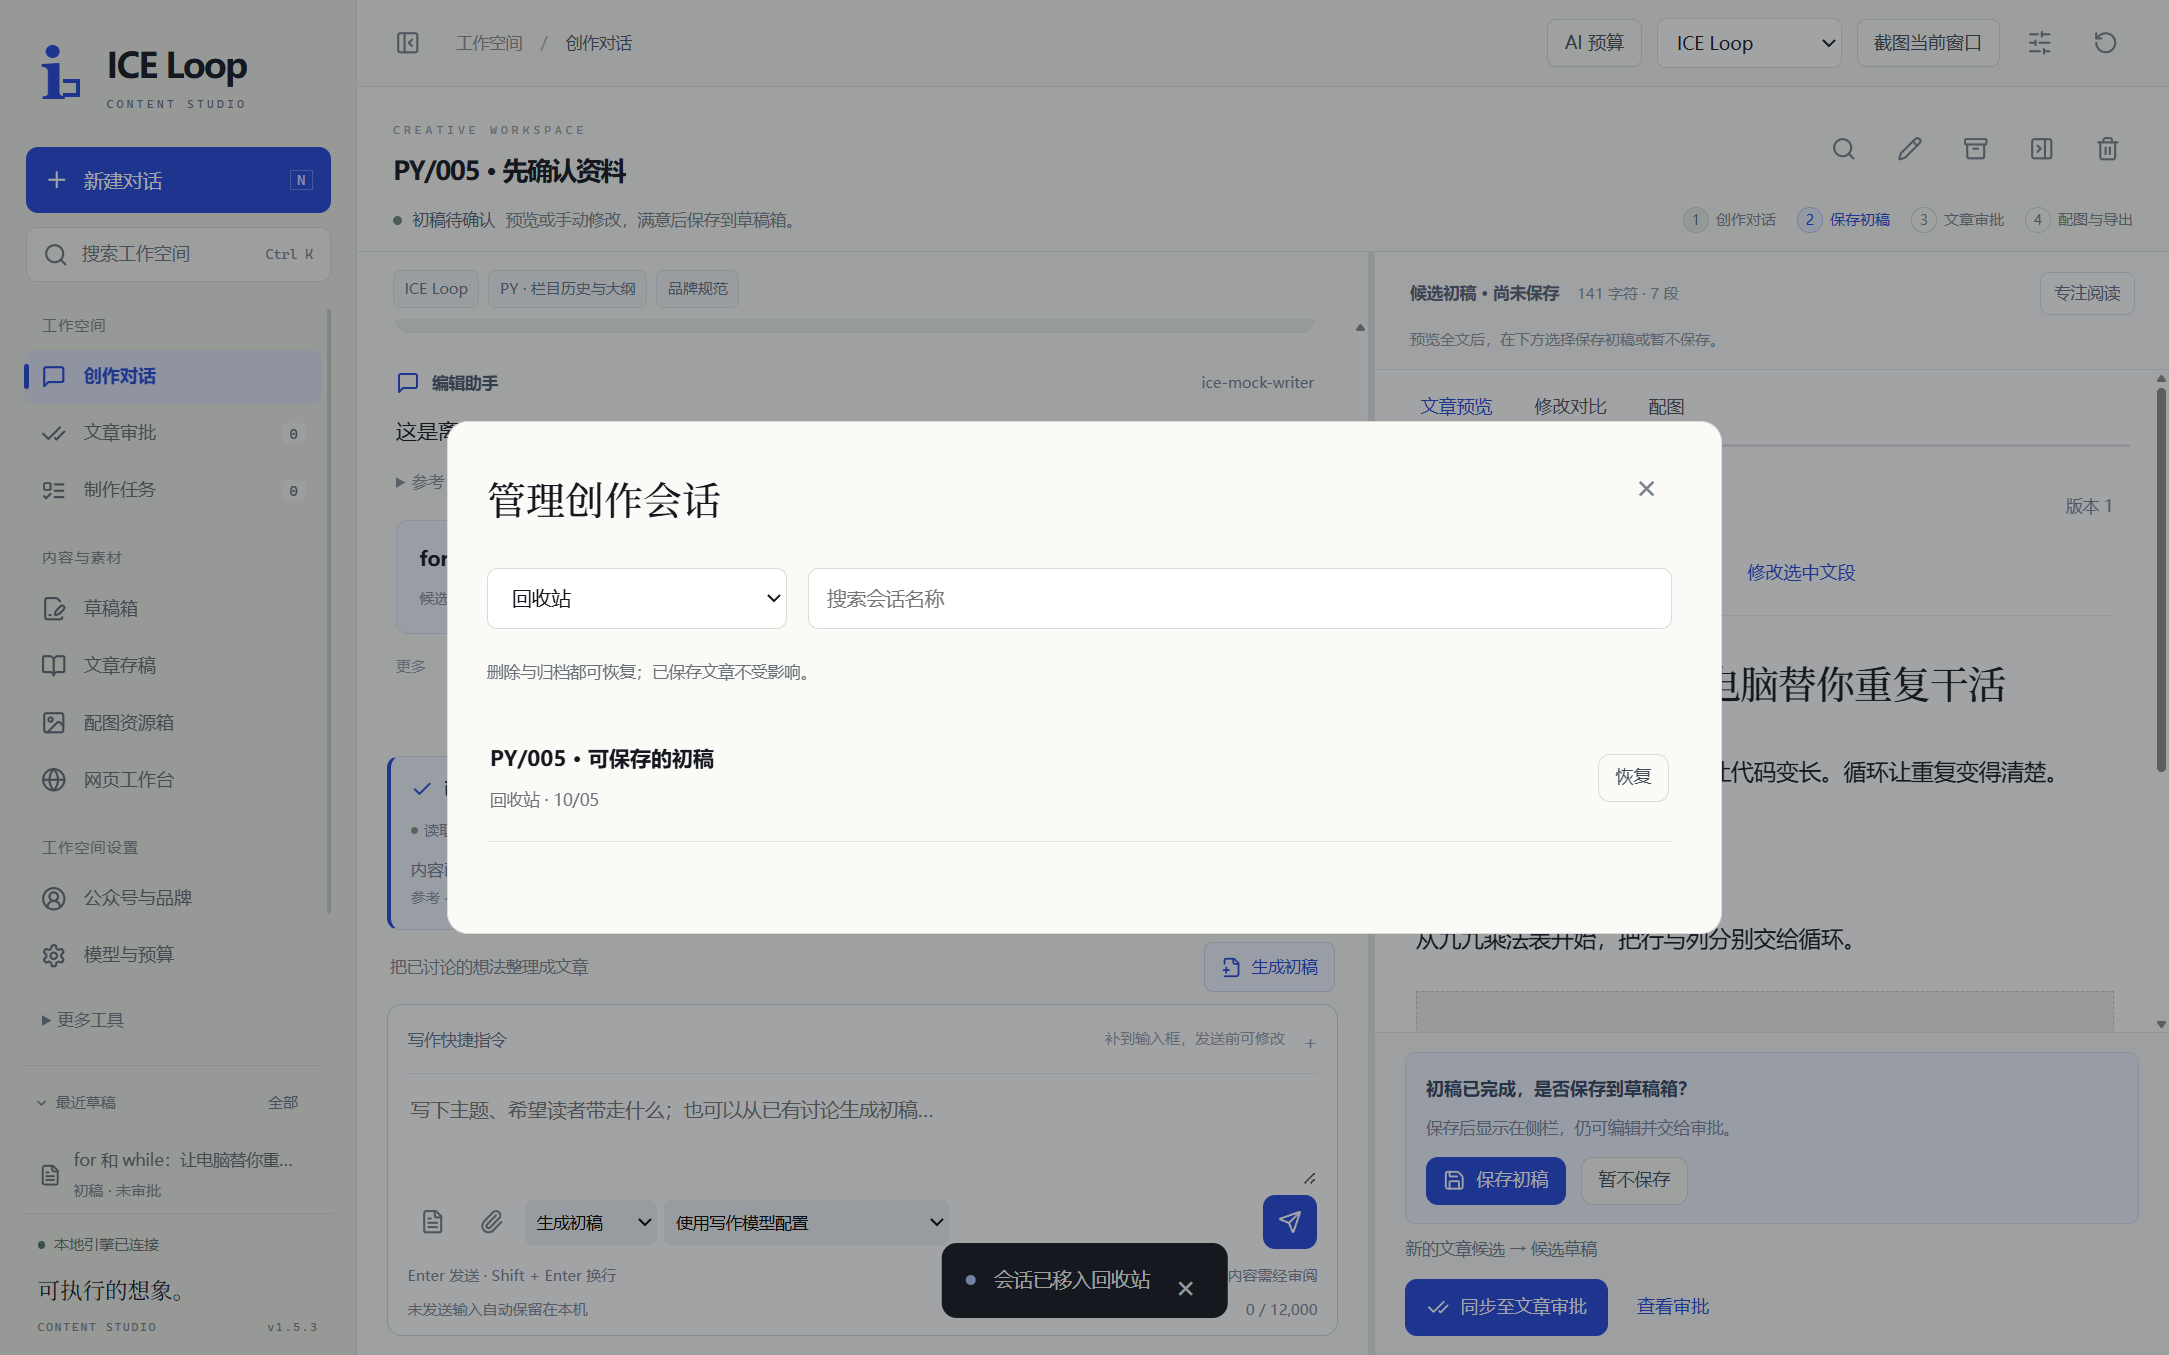 ICE Loop
CONTENT STUDIO
新建对话 N
搜索工作空间 Ctrl K
工作空间
创作对话
文章审批 0
制作任务 0
内容与素材
草稿箱
文章存稿
配图资源箱
网页工作台
工作空间设置
公众号与品牌
模型与预算
更多工具
最近草稿 全部
for 和 while：让电脑替你重...
初稿 · 未审批
本地引擎已连接
可执行的想象。
CONTENT STUDIO v1.5.3
工作空间 / 创作对话
AI 预算
ICE Loop
截图当前窗口
CREATIVE WORKSPACE
PY/005 • 先确认资料
初稿待确认 预览或手动修改，满意后保存到草稿箱。
1 创作对话 2 保存初稿 3 文章审批 4 配图与导出
ICE Loop
PY · 栏目历史与大纲
品牌规范
编辑助手 ice-mock-writer
这是离
参考
for
候选
更多
读取
内容已
参考
把已讨论的想法整理成文章
生成初稿
写作快捷指令 补到输入框，发送前可修改 +
写下主题、希望读者带走什么；也可以从已有讨论生成初稿...
生成初稿
使用写作模型配置
Enter 发送 · Shift + Enter 换行
内容需经审阅
未发送输入自动保留在本机
0 / 12,000
候选初稿 • 尚未保存 141 字符 · 7 段
专注阅读
预览全文后，在下方选择保存初稿或暂不保存。
文章预览 修改对比 配图
版本 1
修改选中文段
电脑替你重复干活
让代码变长。循环让重复变得清楚。
从九九乘法表开始，把行与列分别交给循环。
初稿已完成，是否保存到草稿箱？
保存后显示在侧栏，仍可编辑并交给审批。
保存初稿
暂不保存
新的文章候选 → 候选草稿
同步至文章审批
查看审批
管理创作会话
回收站
搜索会话名称
删除与归档都可恢复；已保存文章不受影响。
PY/005 • 可保存的初稿
回收站 · 10/05
恢复
会话已移入回收站